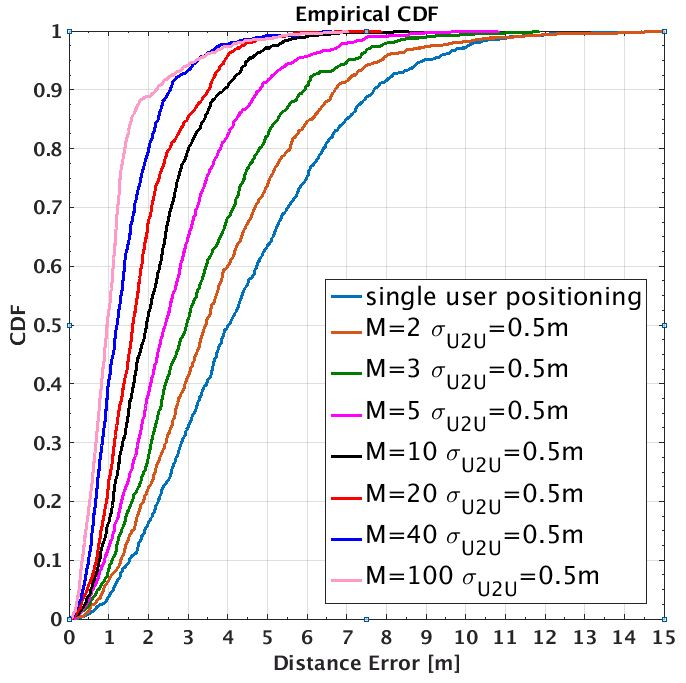 Empirical CDF
1
0.9
0.8
0.7
0.6
0.5
0.4
0.3
0.2
0.1
0
CDF
single user positioning
M=2 σU2U=0.5m
M=3 σU2U=0.5m
M=5 σU2U=0.5m
M=10 σU2U=0.5m
M=20 σU2U=0.5m
M=40 σU2U=0.5m
M=100 σU2U=0.5m
0 1 2 3 4 5 6 7 8 9 10 11 12 13 14 15
Distance Error [m]